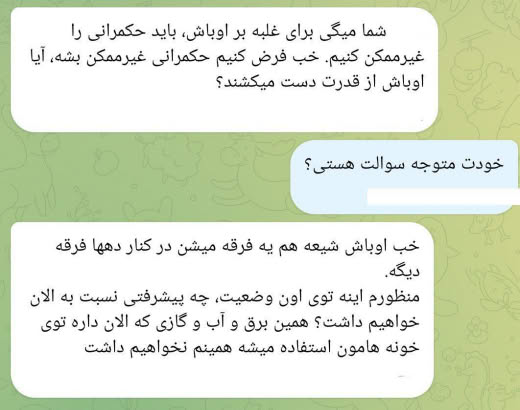 شما میگی برای غلبه بر اوباش، باید حکمرانی را
غیرممکن کنیم. خب فرض کنیم حکمرانی غیرممکن بشه، آیا
اوباش از قدرت دست میکشند؟
خودت متوجه سوالت هستی؟
خب اوباش شیعه هم یه فرقه میشن در کنار دهها فرقه
دیگه.
منظورم اینه توی اون وضعیت، چه پیشرفتی نسبت به الان
خواهیم داشت؟ همین برق و آب و گازی که الان داره توی
خونه هامون استفاده میشه همینم نخواهیم داشت